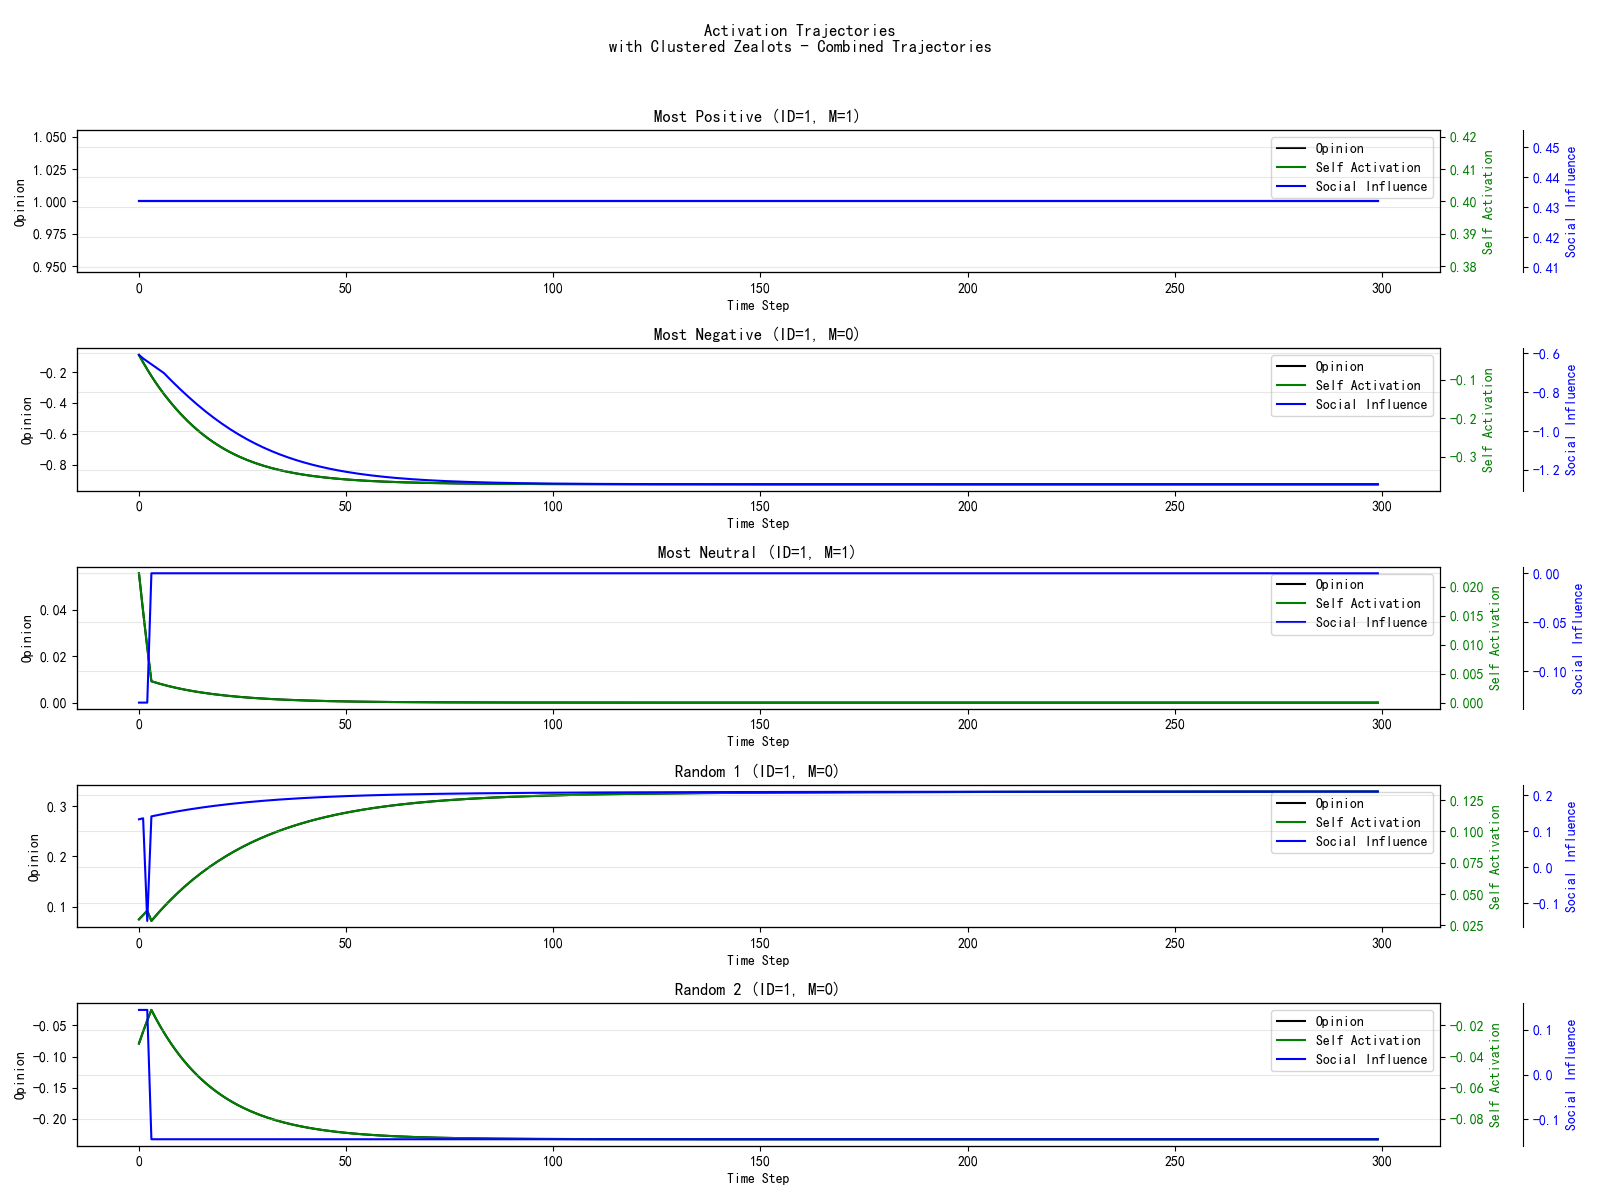 Activation Trajectories
with Clustered Zealots - Combined Trajectories
Most Positive (ID=1, M=1)
Opinion
1.050
1.025
1.000
0.975
0.950
0
50
100
150
200
250
300
Time Step
Opinion
Self Activation
Social Influence
0.42
0.41
0.40
0.39
0.38
Self Activation
0.45
0.44
0.43
0.42
0.41
Social Influence
Most Negative (ID=1, M=0)
Opinion
-0.2
-0.4
-0.6
-0.8
0
50
100
150
200
250
300
Time Step
Opinion
Self Activation
Social Influence
-0.1
-0.2
-0.3
Self Activation
-0.6
-0.8
-1.0
-1.2
Social Influence
Most Neutral (ID=1, M=1)
Opinion
0.04
0.02
0.00
0
50
100
150
200
250
300
Time Step
Opinion
Self Activation
Social Influence
0.020
0.015
0.010
0.005
0.000
Self Activation
0.00
-0.05
-0.10
Social Influence
Random 1 (ID=1, M=0)
Opinion
0.3
0.2
0.1
0
50
100
150
200
250
300
Time Step
Opinion
Self Activation
Social Influence
0.125
0.100
0.075
0.050
0.025
Self Activation
0.2
0.1
0.0
-0.1
Social Influence
Random 2 (ID=1, M=0)
Opinion
-0.05
-0.10
-0.15
-0.20
0
50
100
150
200
250
300
Time Step
Opinion
Self Activation
Social Influence
-0.02
-0.04
-0.06
-0.08
Self Activation
0.1
0.0
-0.1
Social Influence